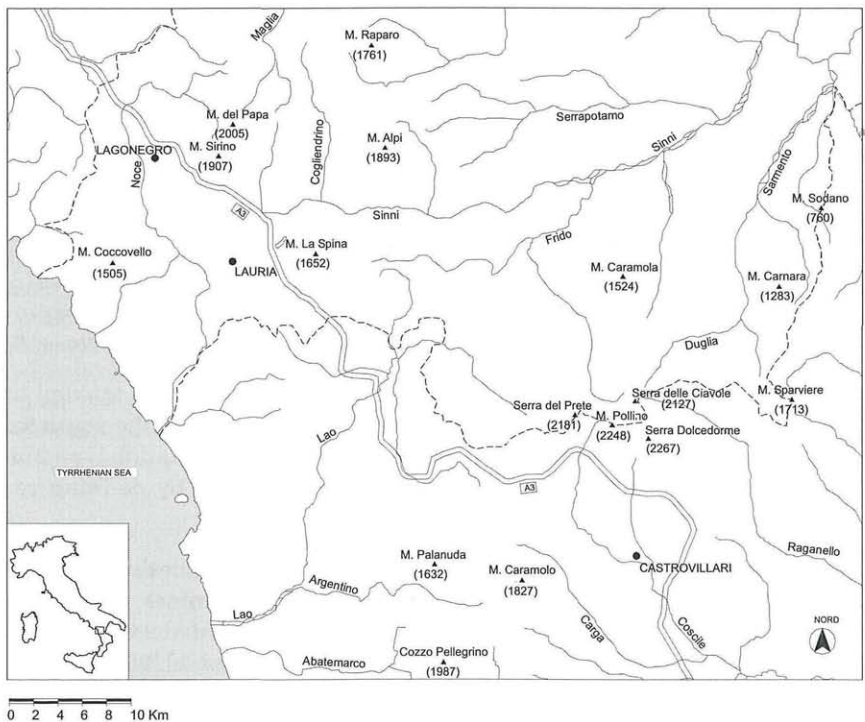 Maglia
M. Raparo
(1761)
M. del Papa
(2005)
Serrapotamo
LAGONEGRO
M. Sirino
(1907)
M. Alpi
(1893)
Sinni
Noce
Cogliendrino
Sarmento
M. Sodano
(760)
A3
Sinni
Frido
M. Coccovello
(1505)
LAURIA
M. La Spina
(1652)
M. Caramola
(1524)
M. Carnara
(1283)
Duglia
Serra del Prete
(2181)
M. Pollino
(2248)
Serra delle Ciavole
(2127)
M. Sparviere
(1713)
Serra Dolcedorme
(2267)
Lao
TYRRHENIAN SEA
A3
Raganello
M. Palanuda
(1632)
M. Caramolo
(1827)
CASTROVILLARI
Argentino
Lao
Carga
Coscile
NORD
Abatemarco
Cozzo Pellegrino
(1987)
0 2 4 6 8 10 Km